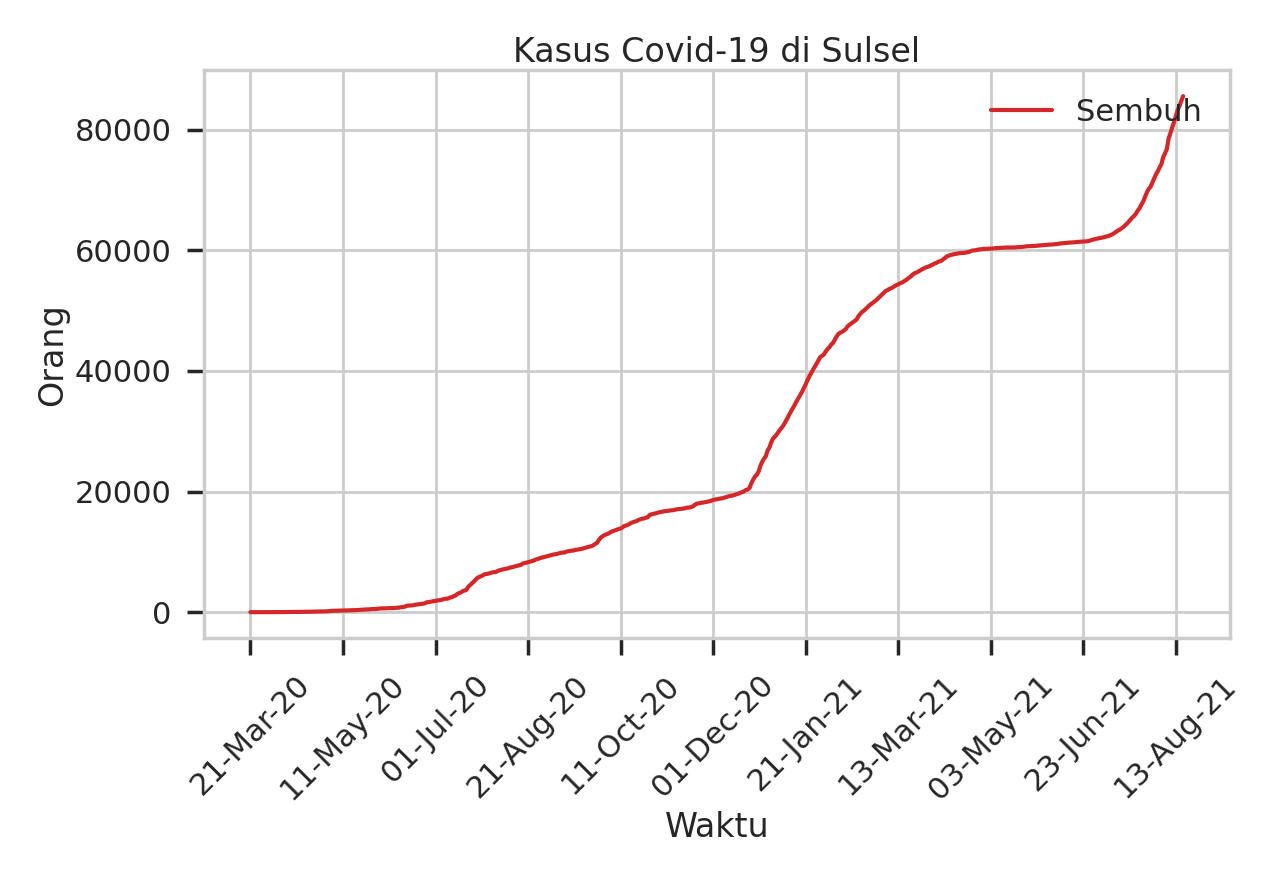 Kasus Covid-19 di Sulsel
Sembuh
80000
60000
40000
20000
0
Orang
21-Mar-20
11-May-20
01-Jul-20
21-Aug-20
11-Oct-20
01-Dec-20
21-Jan-21
13-Mar-21
03-May-21
23-Jun-21
13-Aug-21
Waktu